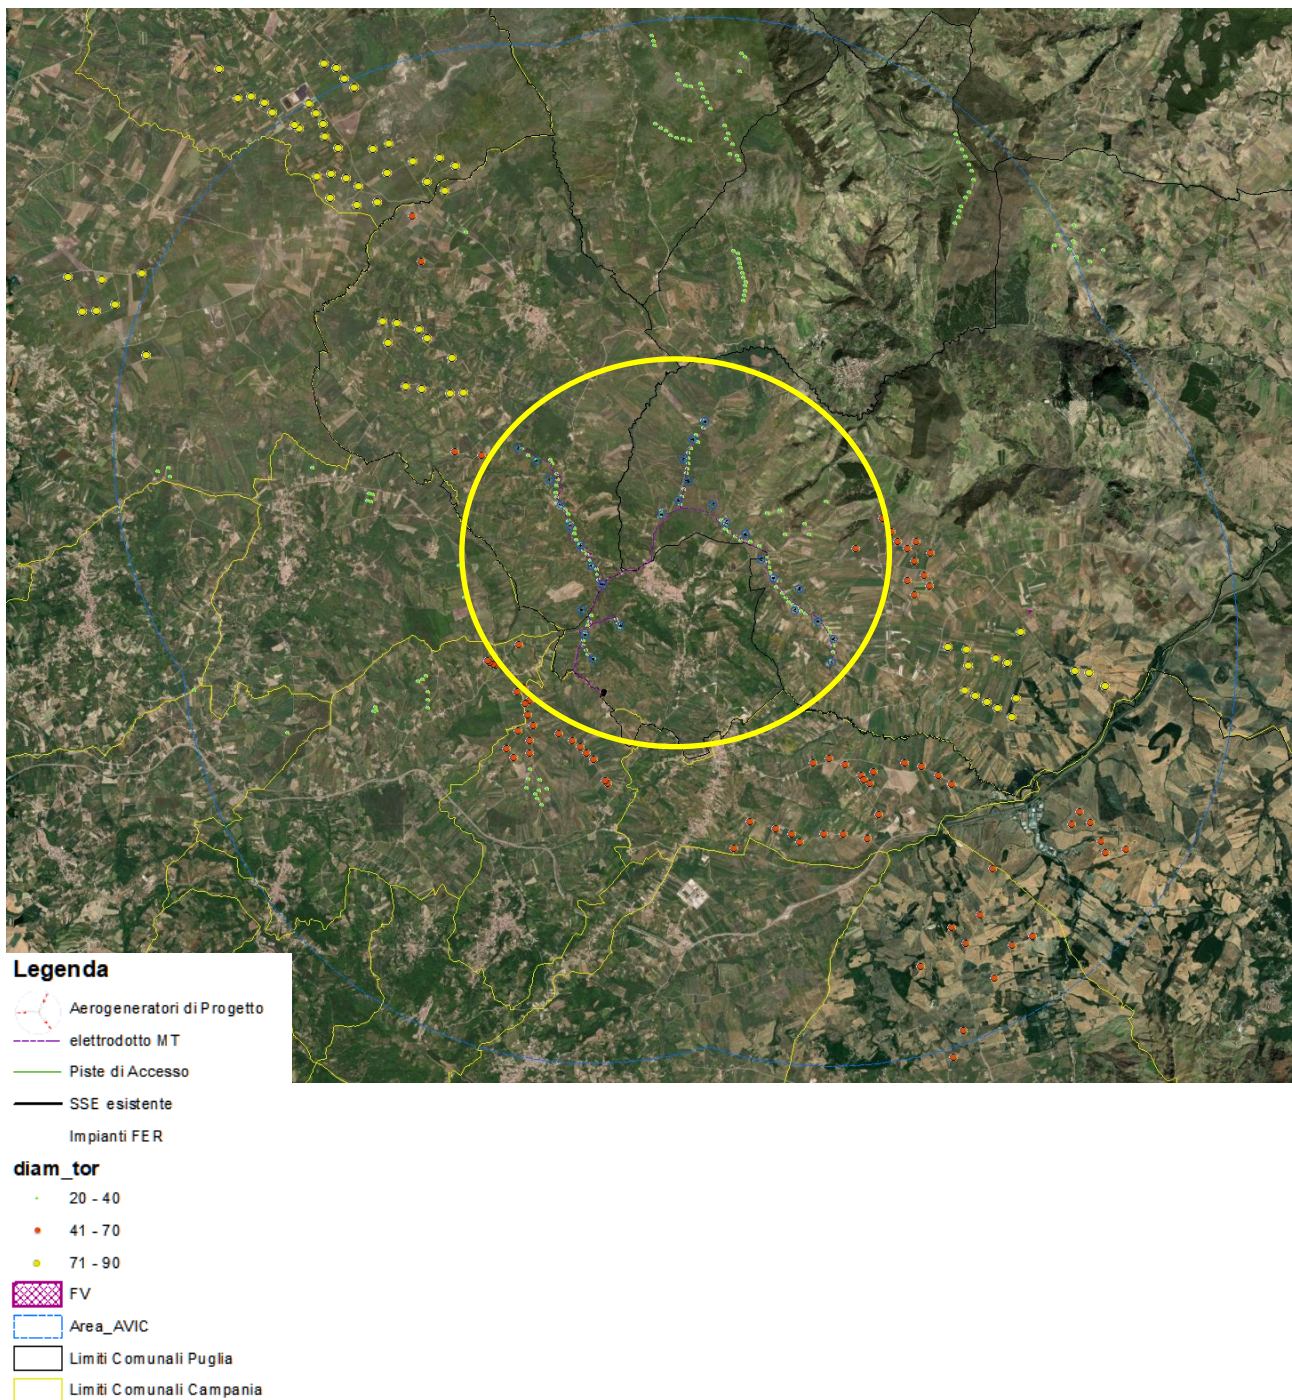 Legenda
Aerogeneratori di Progetto
elettrodotto MT
Piste di Accesso
SSE esistente
Impianti FER
diam_tor
20 - 40
41 - 70
71 - 90
FV
Area_AVIC
Limiti Comunali Puglia
Limiti Comunali Campania